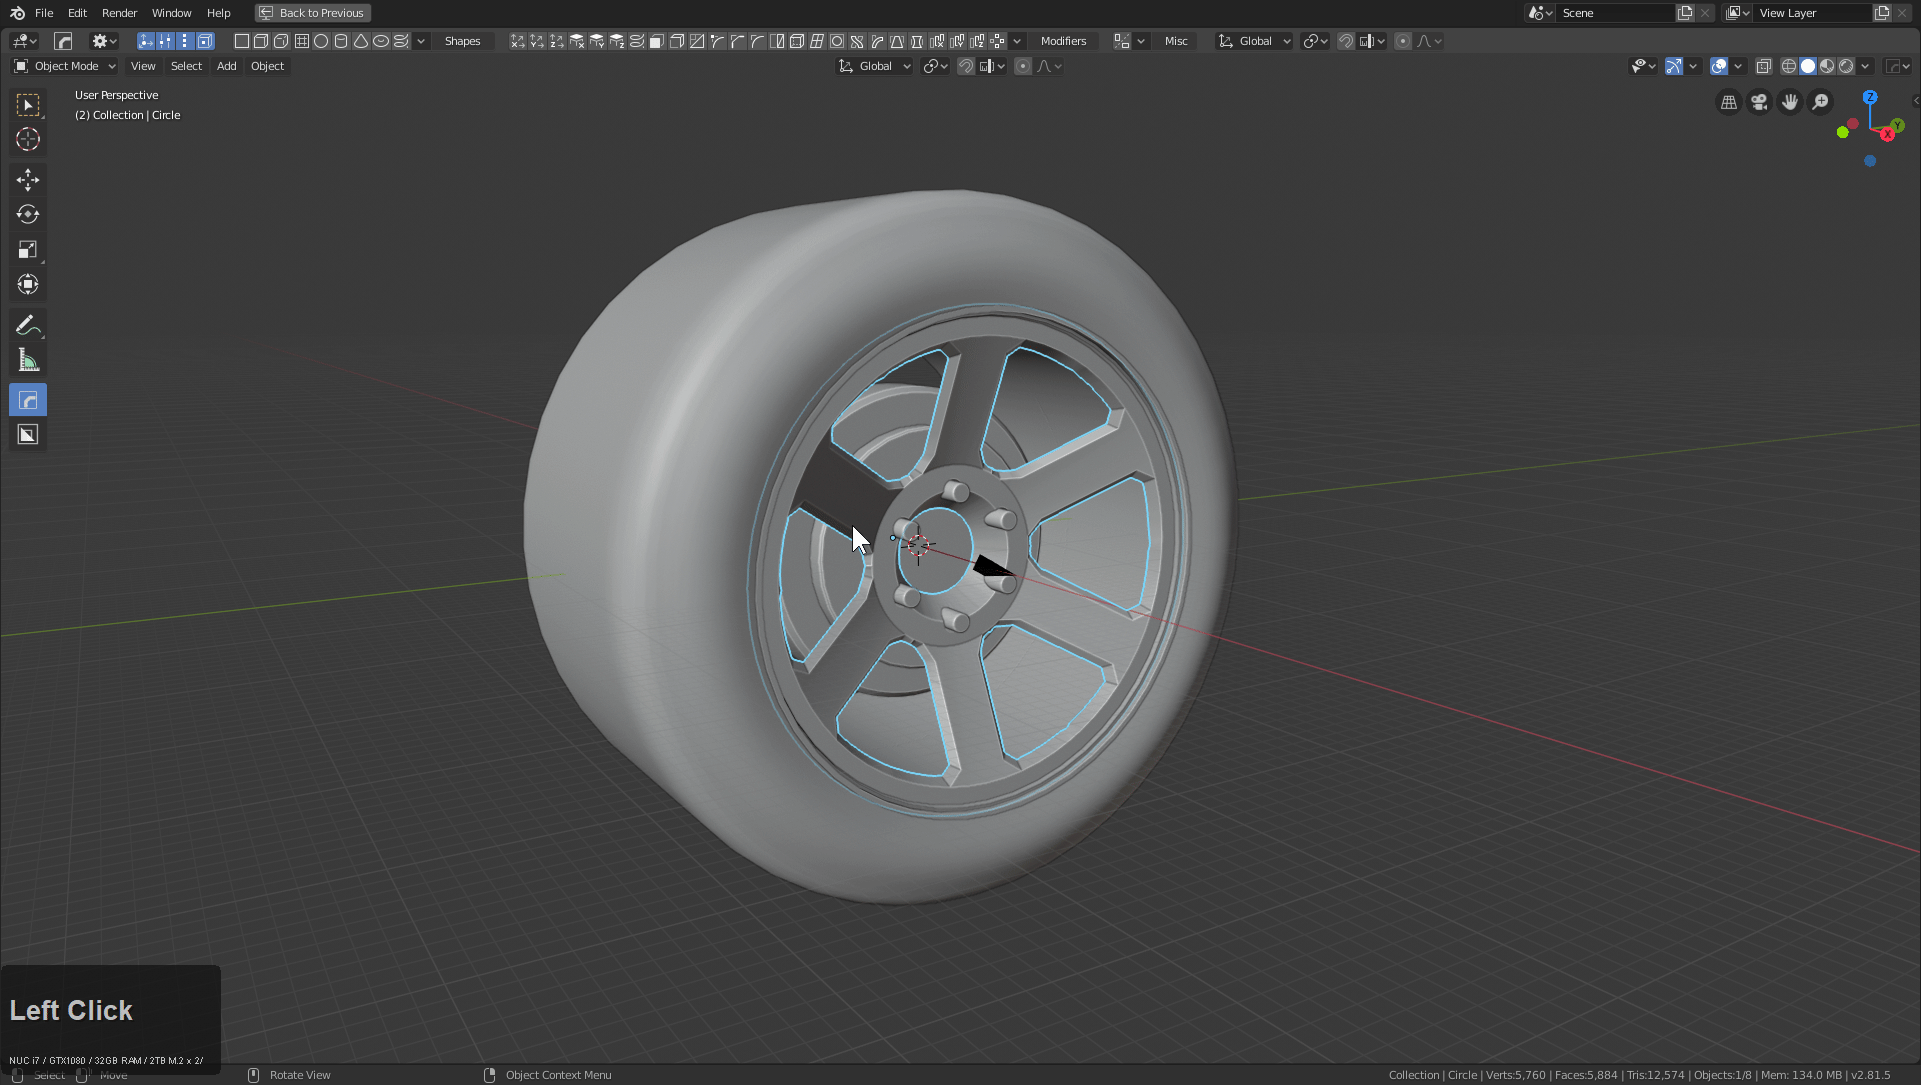 File Edit Render Window Help Back to Previous Scene View Layer
Shapes Modifiers Misc Global
Object Mode View Select Add Object Global
User Perspective
(2) Collection | Circle
Z
Y
X
Left Click
NUC i7 / GTX1080 / 32GB RAM / 2TB M.2 x 2/
Select Move Rotate View Object Context Menu Collection | Circle | Verts:5,760 | Faces:5,884 | Tris:12,574 | Objects:1/8 | Mem: 134.0 MB | v2.81.5